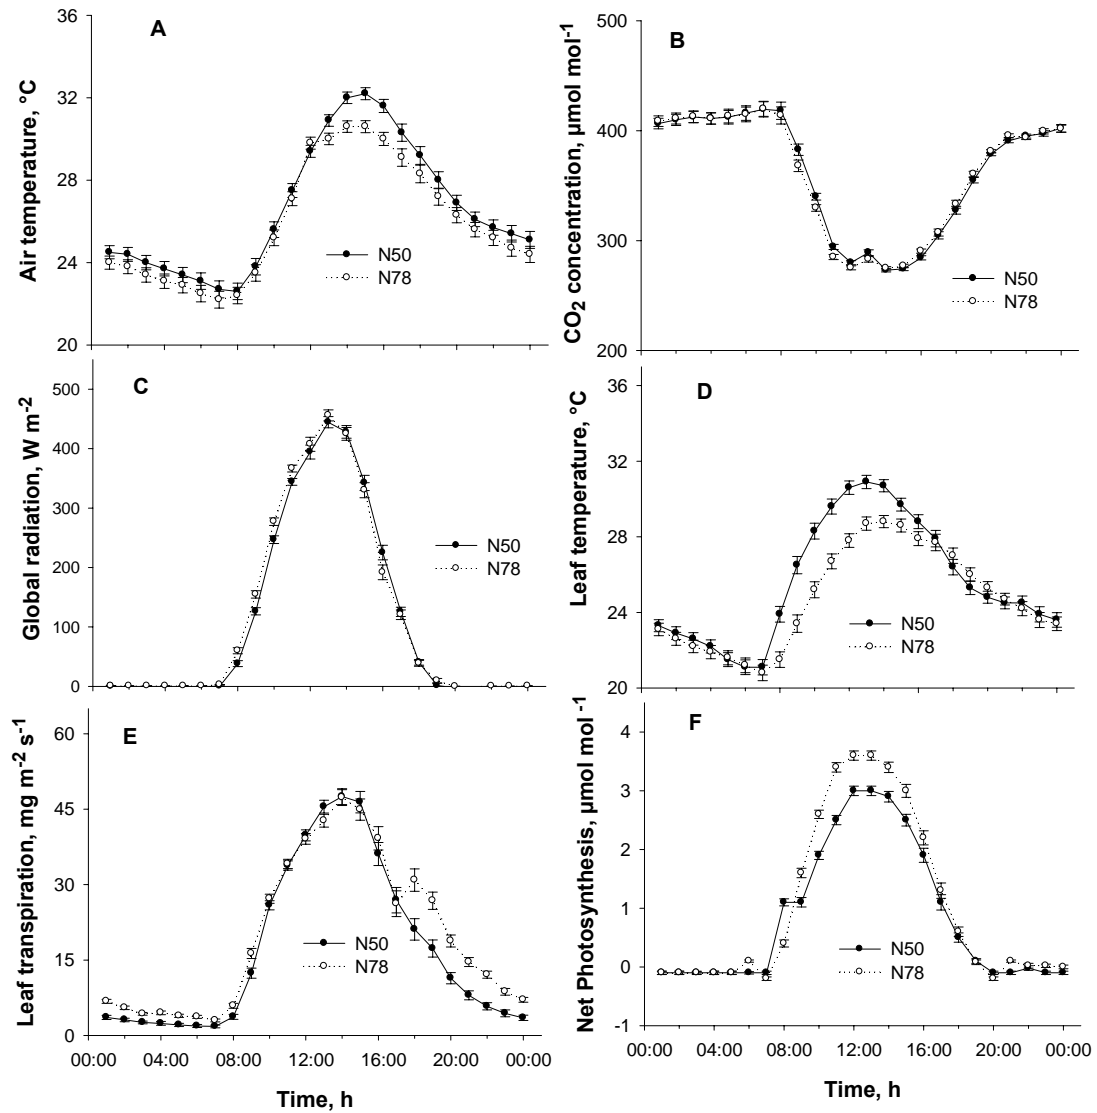 A
Air temperature, °C
36
32
28
24
20
N50
N78
B
CO2 concentration, µmol mol-1
500
400
300
200
N50
N78
C
Global radiation, W m-2
500
400
300
200
100
0
N50
N78
D
Leaf temperature, °C
36
32
28
24
20
N50
N78
E
Leaf transpiration, mg m-2 s-1
60
45
30
15
0
N50
N78
00:00 04:00 08:00 12:00 16:00 20:00 00:00
Time, h
F
Net Photosynthesis, µmol mol -1
4
3
2
1
0
-1
N50
N78
00:00 04:00 08:00 12:00 16:00 20:00 00:00
Time, h